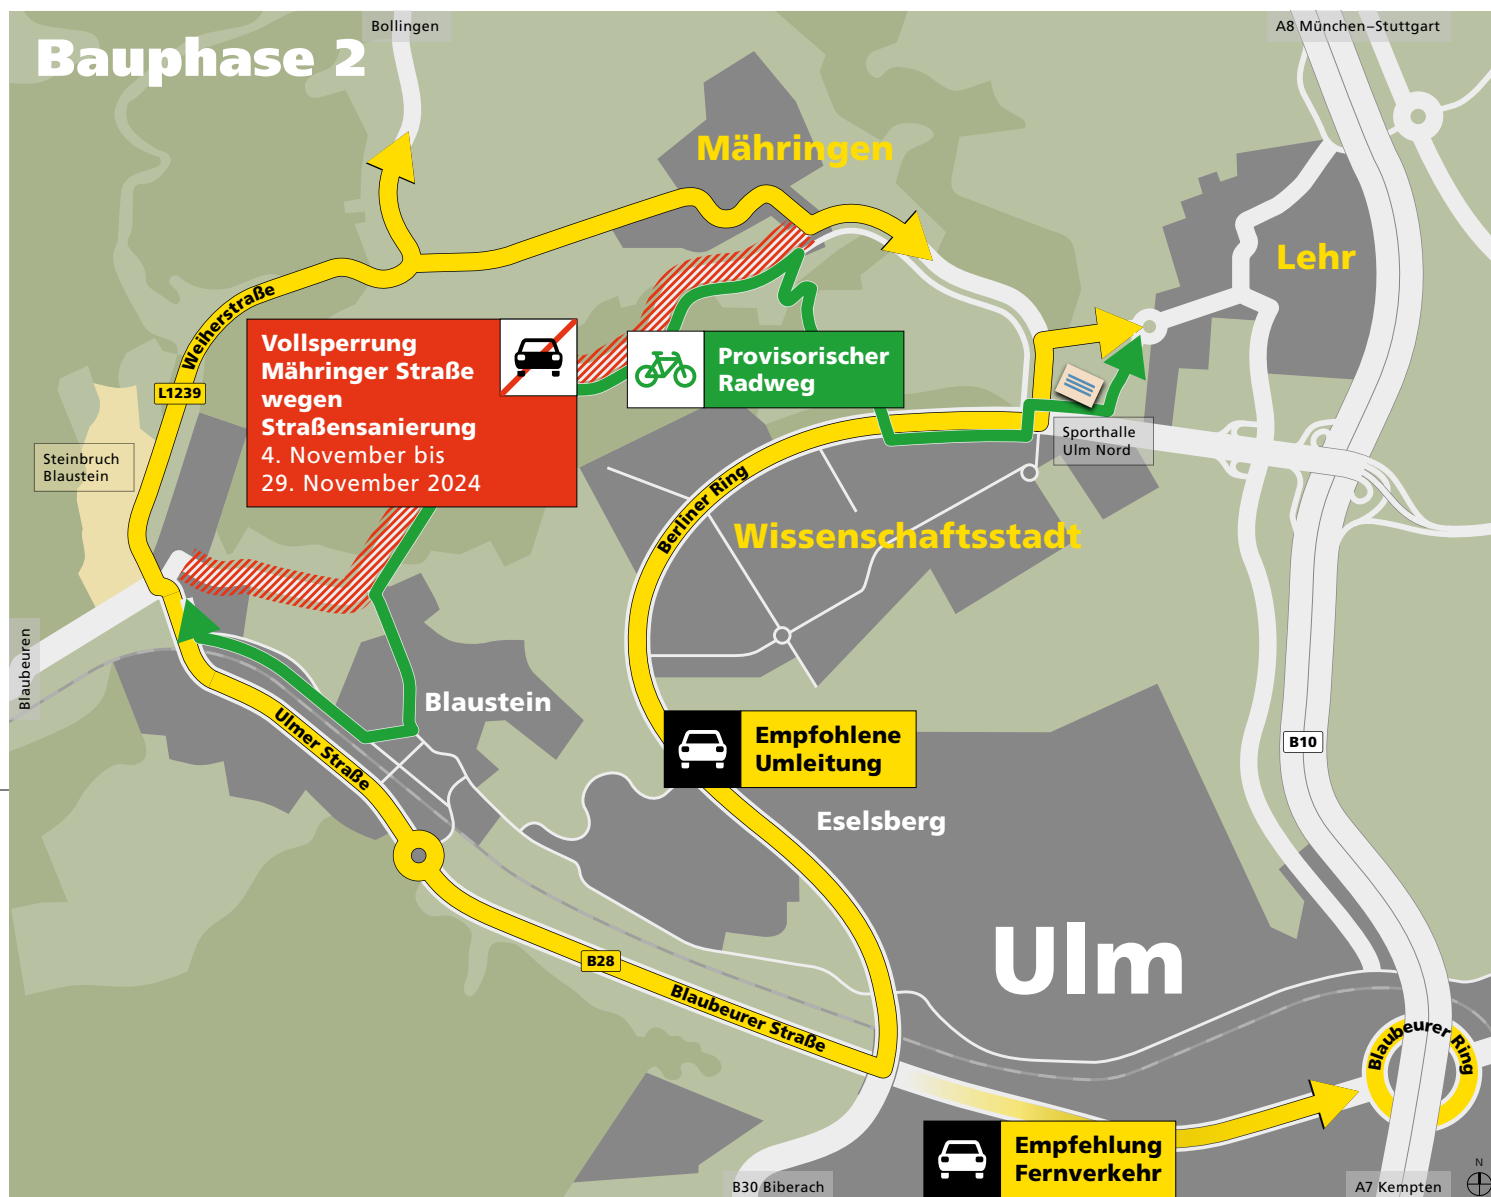 Bollingen
A8 München–Stuttgart
Bauphase 2
Mähringen
Lehr
Weiherstraße
L1239
Vollsperrung
Mähringer Straße
wegen
Straßensanierung
4. November bis
29. November 2024
Provisorischer
Radweg
Sporthalle
Ulm Nord
Steinbruch
Blaustein
Berliner Ring
Wissenschaftsstadt
Blaubeuren
Blaustein
Ulmer Straße
Empfohlene
Umleitung
B10
Eselsberg
Ulm
B28
Blaubeurer Straße
Blaubeurer Ring
Empfehlung
Fernverkehr
B30 Biberach
A7 Kempten
N